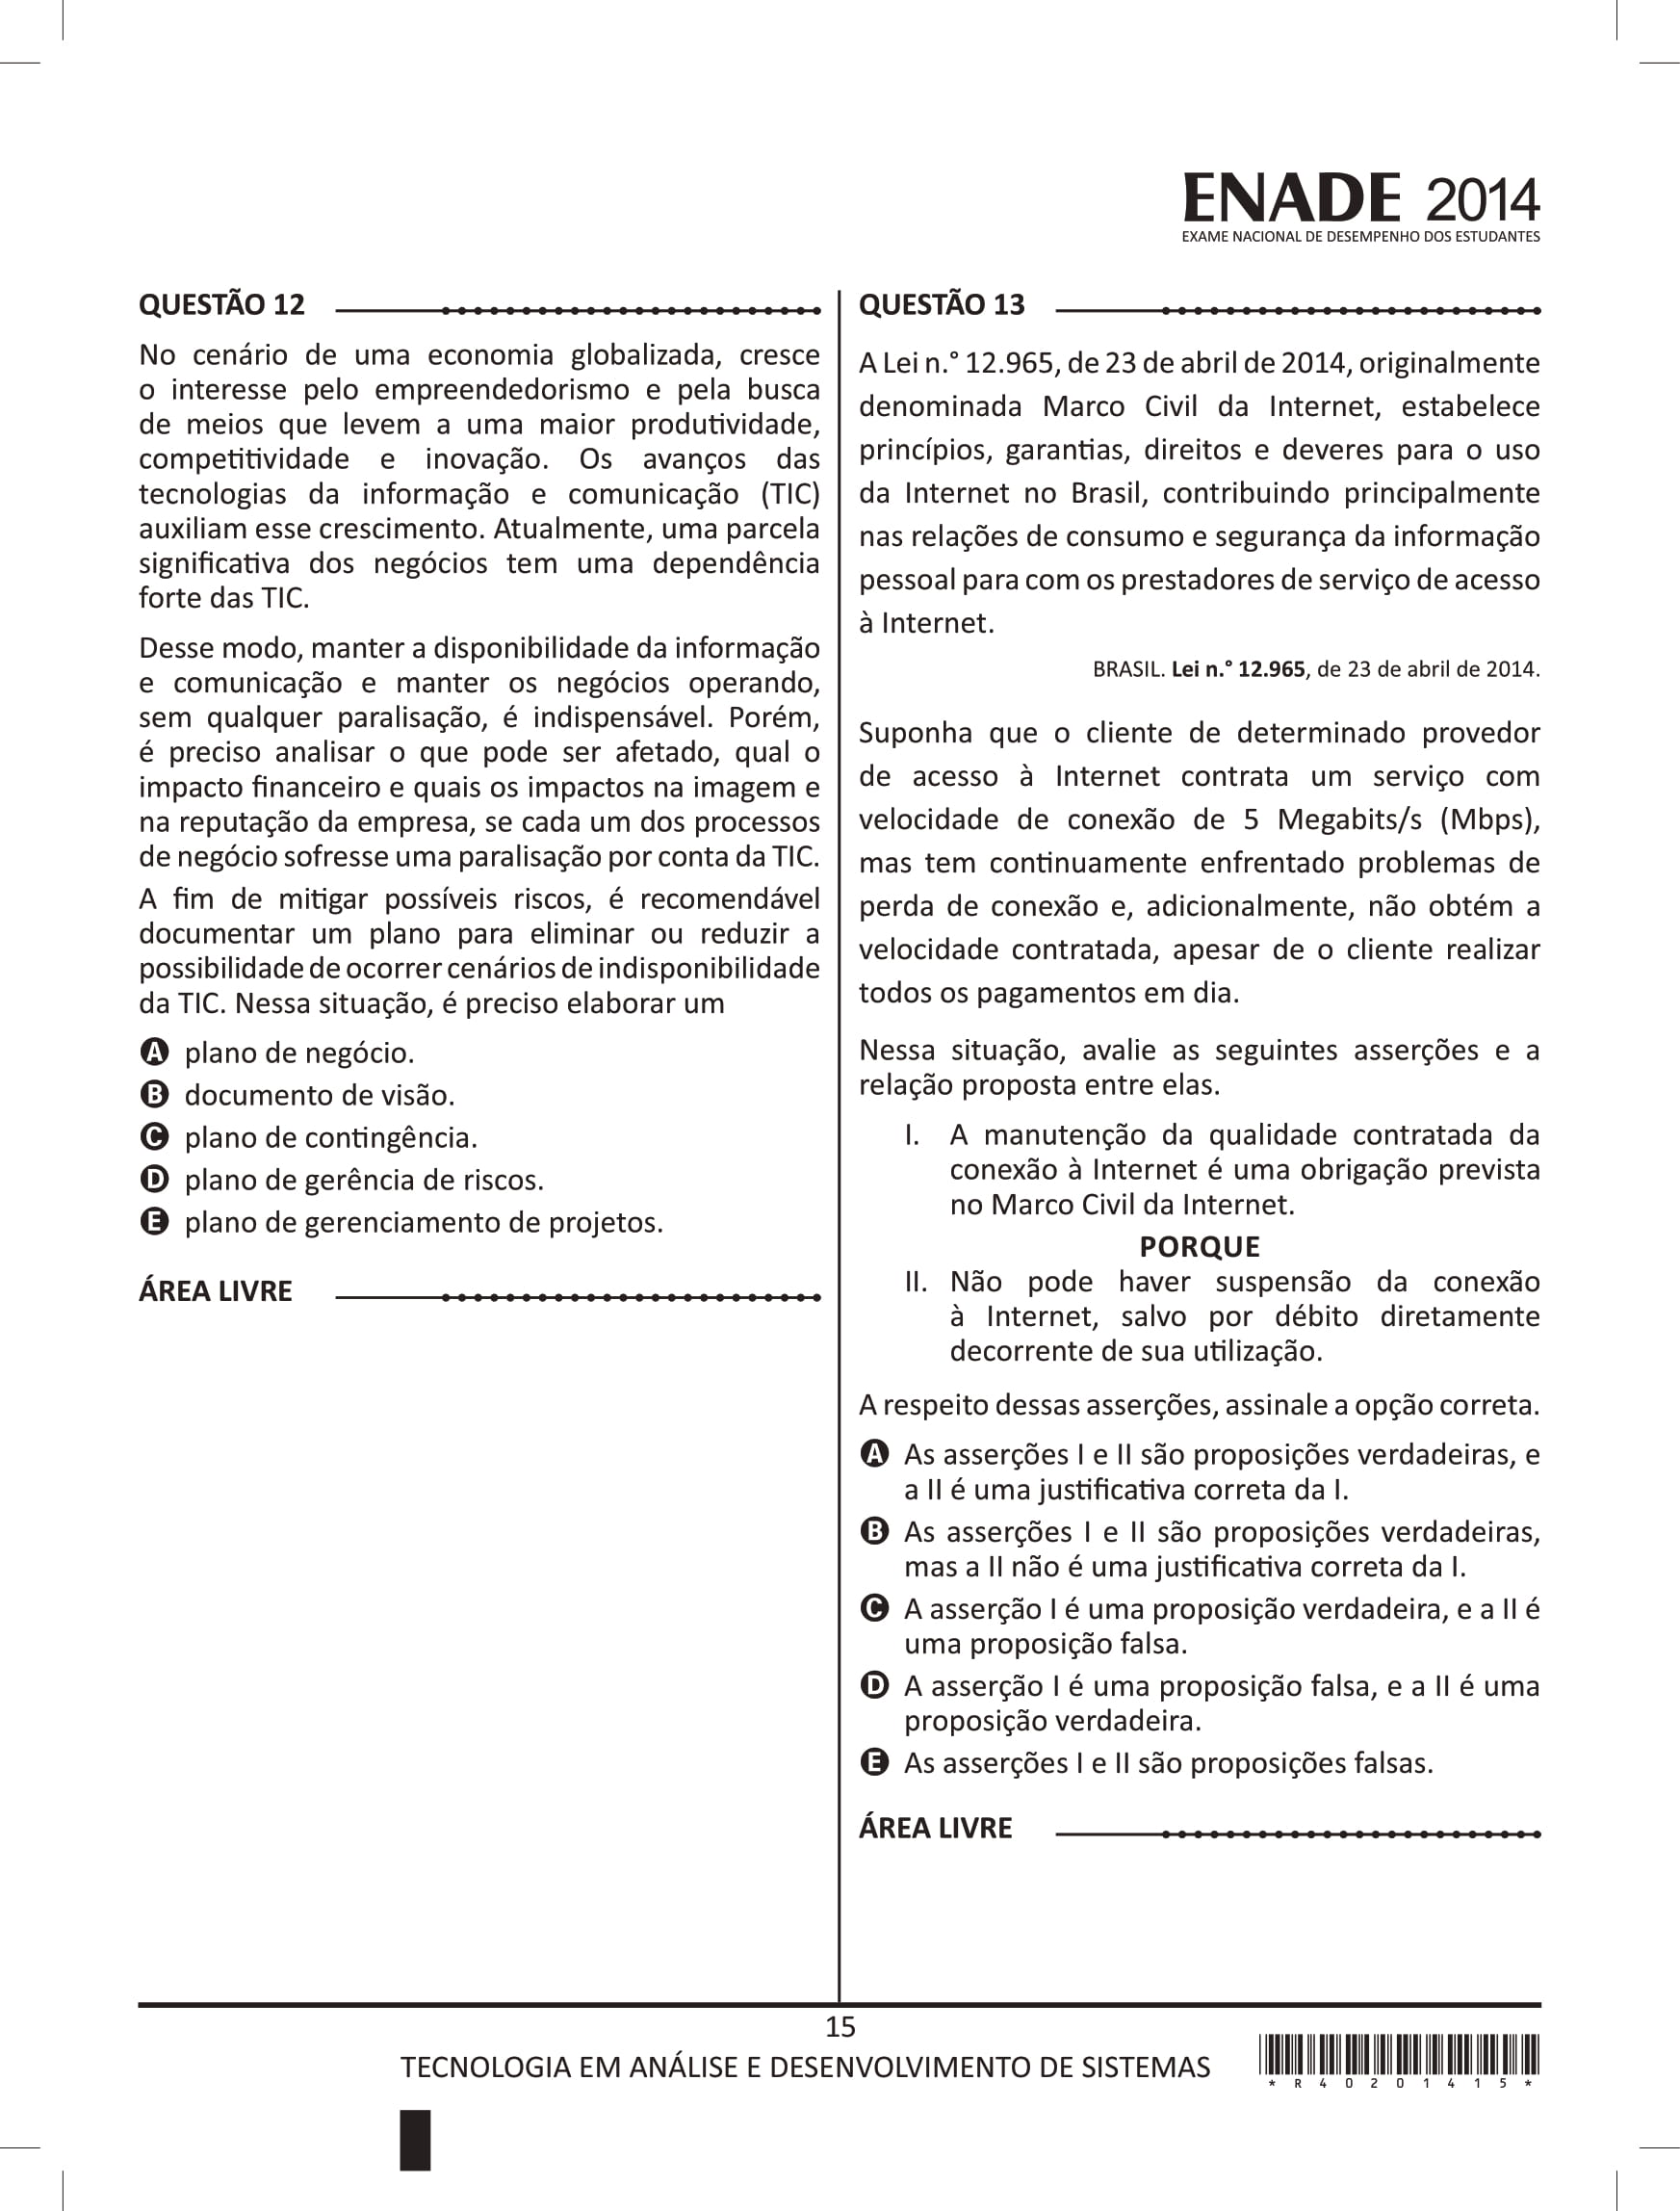 ENADE 2014
EXAME NACIONAL DE DESEMPENHO DOS ESTUDANTES
QUESTÃO 12
No cenário de uma economia globalizada, cresce
o interesse pelo empreendedorismo e pela busca
de meios que levem a uma maior produtividade,
competitividade e inovação. Os avanços das
tecnologias da informação e comunicação (TIC)
auxiliam esse crescimento. Atualmente, uma parcela
significativa dos negócios tem uma dependência
forte das TIC.
Desse modo, manter a disponibilidade da informação
e comunicação e manter os negócios operando,
sem qualquer paralisação, é indispensável. Porém,
é preciso analisar o que pode ser afetado, qual o
impacto financeiro e quais os impactos na imagem e
na reputação da empresa, se cada um dos processos
de negócio sofresse uma paralisação por conta da TIC.
A fim de mitigar possíveis riscos, é recomendável
documentar um plano para eliminar ou reduzir a
possibilidade de ocorrer cenários de indisponibilidade
da TIC. Nessa situação, é preciso elaborar um
A plano de negócio.
B documento de visão.
C plano de contingência.
D plano de gerência de riscos.
E plano de gerenciamento de projetos.
ÁREA LIVRE
QUESTÃO 13
A Lei n.° 12.965, de 23 de abril de 2014, originalmente
denominada Marco Civil da Internet, estabelece
princípios, garantias, direitos e deveres para o uso
da Internet no Brasil, contribuindo principalmente
nas relações de consumo e segurança da informação
pessoal para com os prestadores de serviço de acesso
à Internet.
BRASIL. Lei n.° 12.965, de 23 de abril de 2014.
Suponha que o cliente de determinado provedor
de acesso à Internet contrata um serviço com
velocidade de conexão de 5 Megabits/s (Mbps),
mas tem continuamente enfrentado problemas de
perda de conexão e, adicionalmente, não obtém a
velocidade contratada, apesar de o cliente realizar
todos os pagamentos em dia.
Nessa situação, avalie as seguintes asserções e a
relação proposta entre elas.
I. A manutenção da qualidade contratada da
conexão à Internet é uma obrigação prevista
no Marco Civil da Internet.
PORQUE
II. Não pode haver suspensão da conexão
à Internet, salvo por débito diretamente
decorrente de sua utilização.
A respeito dessas asserções, assinale a opção correta.
A As asserções I e II são proposições verdadeiras, e
a II é uma justificativa correta da I.
B As asserções I e II são proposições verdadeiras,
mas a II não é uma justificativa correta da I.
C A asserção I é uma proposição verdadeira, e a II é
uma proposição falsa.
D A asserção I é uma proposição falsa, e a II é uma
proposição verdadeira.
E As asserções I e II são proposições falsas.
ÁREA LIVRE
15
TECNOLOGIA EM ANÁLISE E DESENVOLVIMENTO DE SISTEMAS
* R 4 0 2 0 1 4 1 5 *